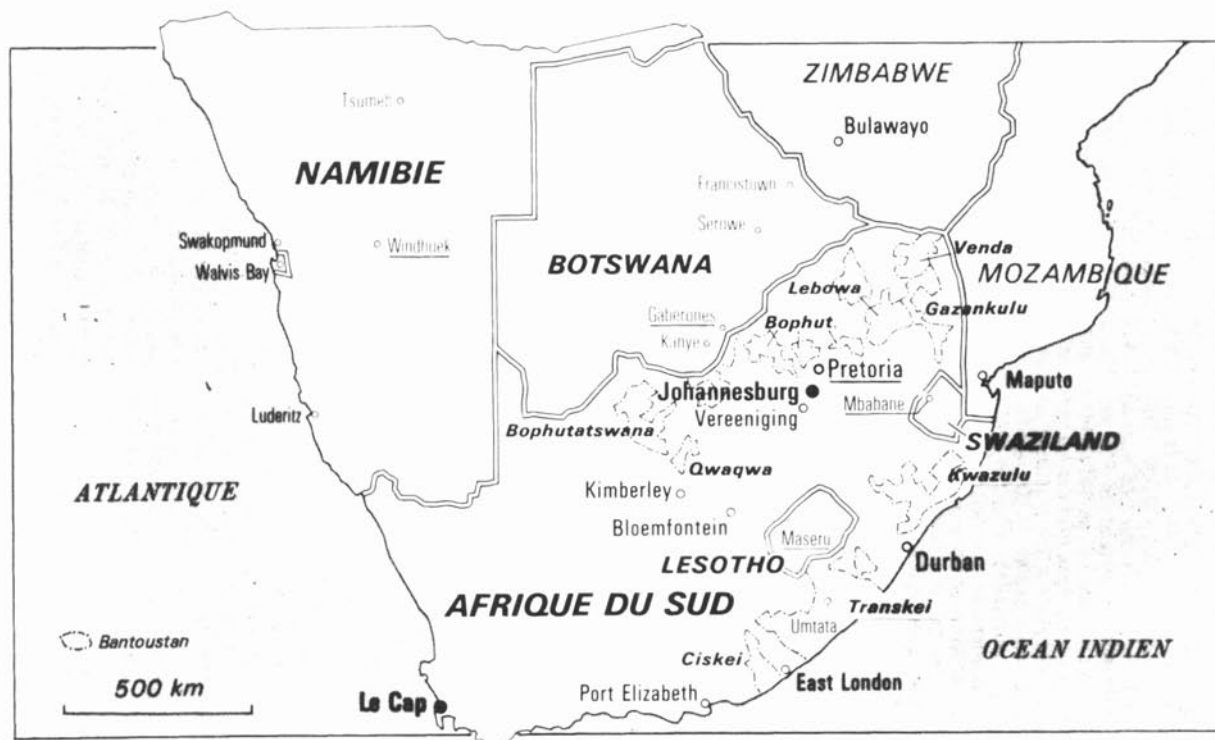 ZIMBABWE
Tsumeb
Bulawayo
NAMIBIE
Francistown
Serowe
Swakopmund
Windhoek
Walvis Bay
BOTSWANA
Venda
MOZAMBIQUE
Lebowa
Gazankulu
Gaberones
Bophut.
Kanye
Pretoria
Maputo
Johannesburg
Mbabane
Vereeniging
Luderitz
Bophutatswana
SWAZILAND
Qwaqwa
Kwazulu
ATLANTIQUE
Kimberley
Bloemfontein
Maseru
Durban
LESOTHO
AFRIQUE DU SUD
Transkei
Umtata
Bantoustan
Ciskei
OCEAN INDIEN
500 km
East London
Port Elizabeth
Le Cap